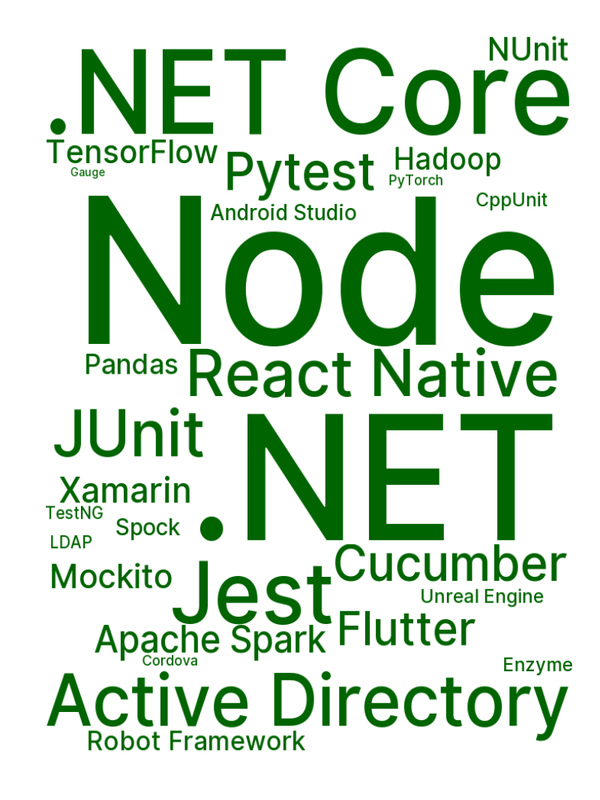 NUnit
.NET Core
TensorFlow
Gauge
Pytest
Hadoop
PyTorch
CppUnit
Android Studio
Node
Pandas
React Native
JUnit
.NET
Xamarin
TestNG
Spock
LDAP
Cucumber
Mockito
Jest
Unreal Engine
Apache Spark
Flutter
Cordova
Enzyme
Active Directory
Robot Framework